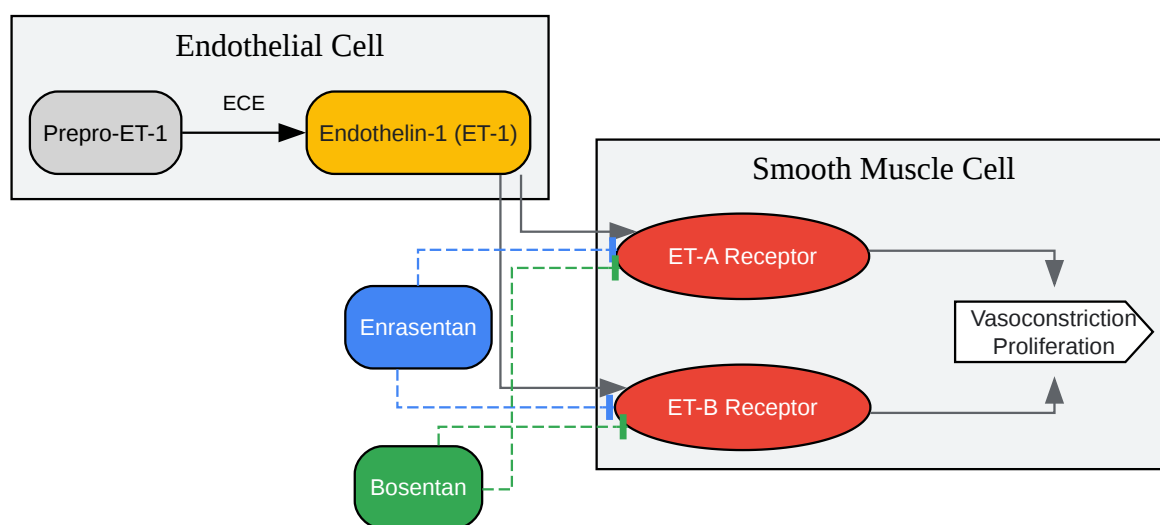 Endothelial Cell
ECE
Prepro-ET-1
Endothelin-1 (ET-1)
Smooth Muscle Cell
ET-A Receptor
Enrasentan
Vasoconstriction
Proliferation
ET-B Receptor
Bosentan